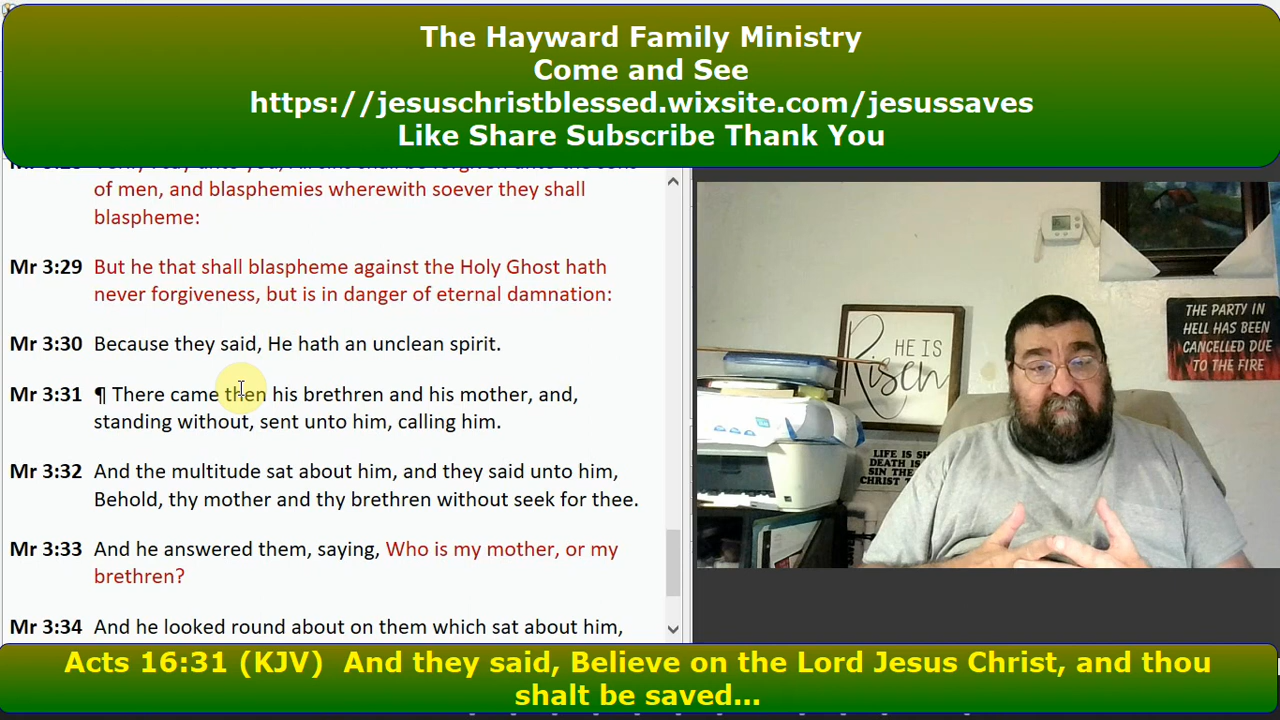 The Hayward Family Ministry
Come and See
https://jesuschristblessed.wixsite.com/jesussaves
Like Share Subscribe Thank You
of men, and blasphemies wherewith soever they shall
blaspheme:
Mr 3:29 But he that shall blaspheme against the Holy Ghost hath
never forgiveness, but is in danger of eternal damnation:
Mr 3:30 Because they said, He hath an unclean spirit.
Mr 3:31 ¶ There came then his brethren and his mother, and,
standing without, sent unto him, calling him.
Mr 3:32 And the multitude sat about him, and they said unto him,
Behold, thy mother and thy brethren without seek for thee.
Mr 3:33 And he answered them, saying, Who is my mother, or my
brethren?
Mr 3:34 And he looked round about on them which sat about him,
HE IS
Risen
THE PARTY IN
HELL HAS BEEN
CANCELLED DUE
TO THE FIRE
LIFE IS
DEATH IS
SIN THE
CHRIST
Acts 16:31 (KJV) And they said, Believe on the Lord Jesus Christ, and thou
shalt be saved...